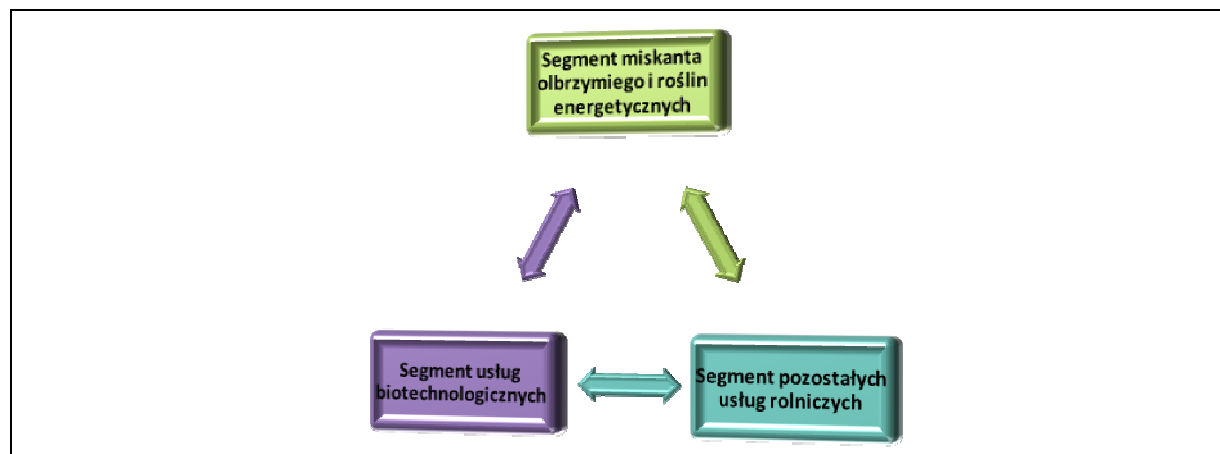 Segment miskanta
olbrzymiego i roślin
energetycznych
Segment usług
biotechnologicznych
Segment pozostałych
usług rolniczych